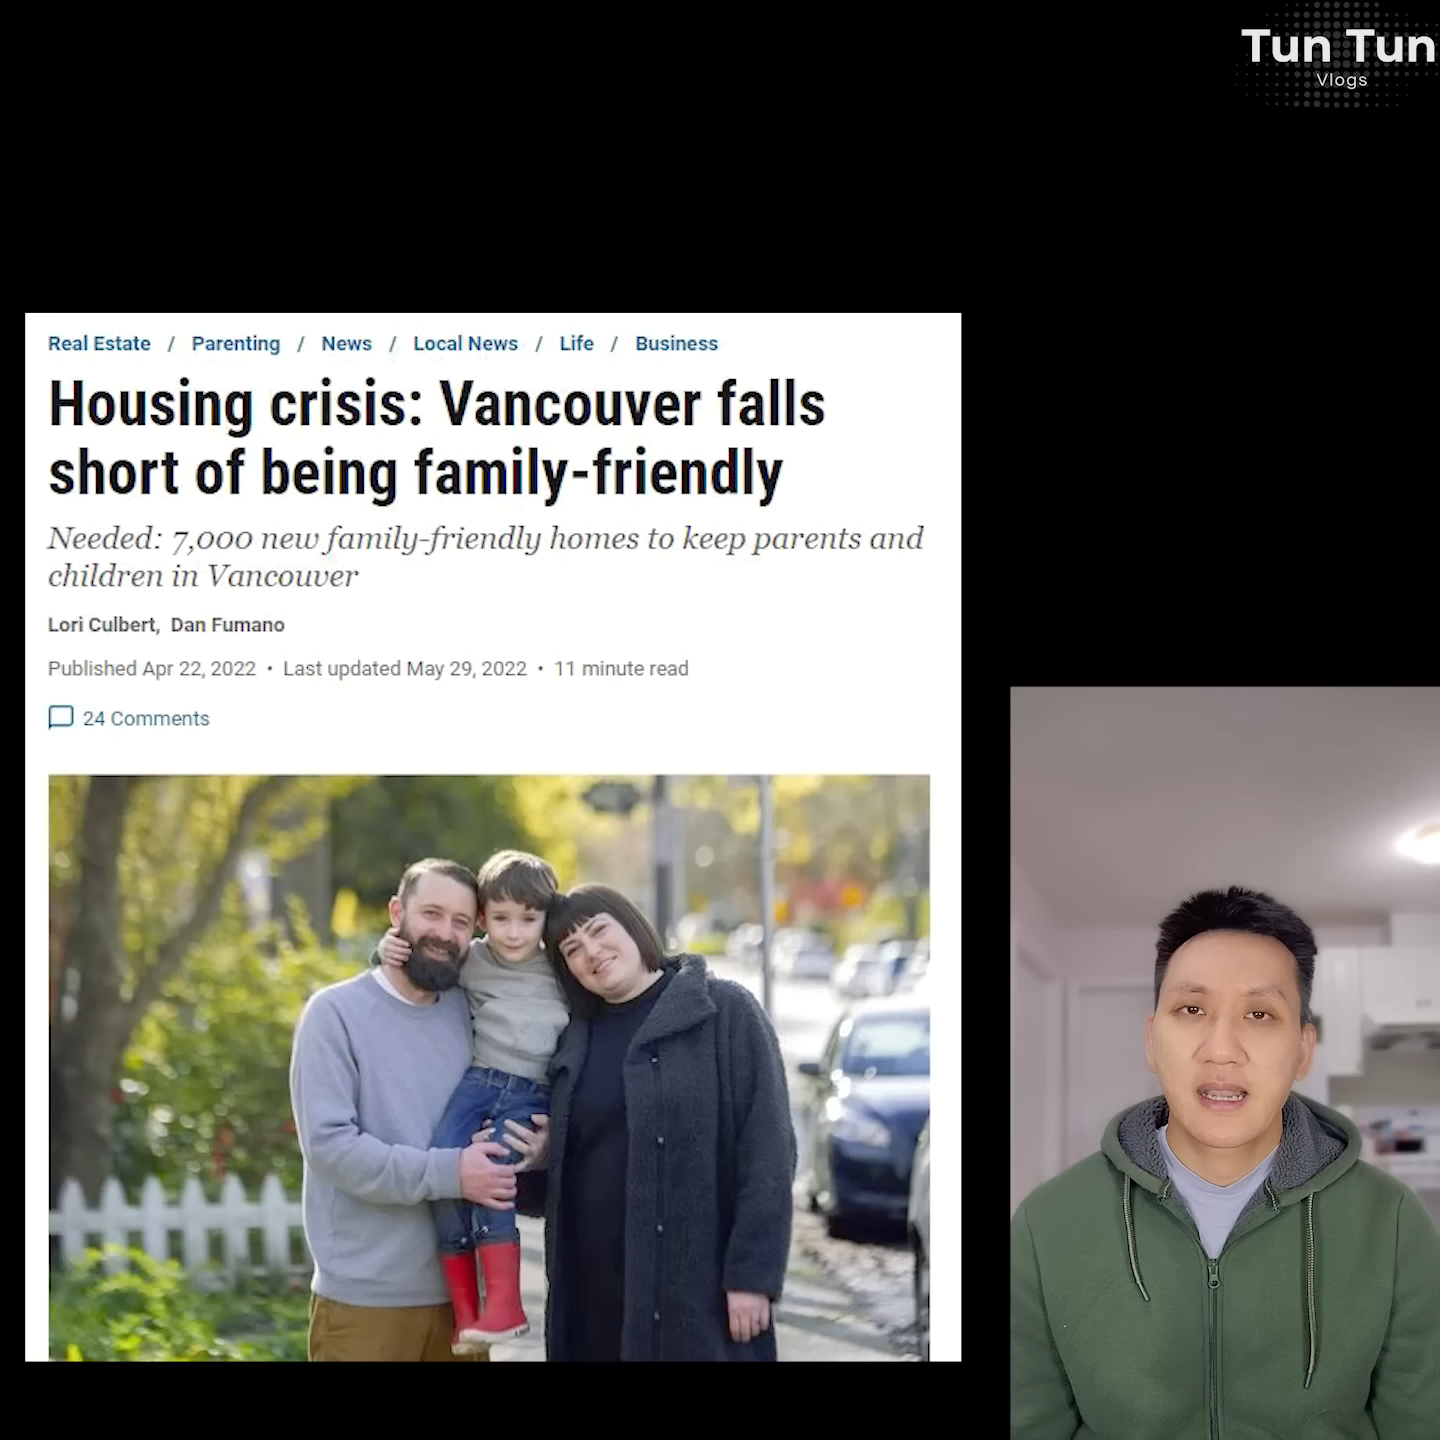 Tun Tun
Vlogs
Real Estate / Parenting / News / Local News / Life / Business
Housing crisis: Vancouver falls
short of being family-friendly
Needed: 7,000 new family-friendly homes to keep parents and
children in Vancouver
Lori Culbert, Dan Fumano
Published Apr 22, 2022 • Last updated May 29, 2022 • 11 minute read
24 Comments